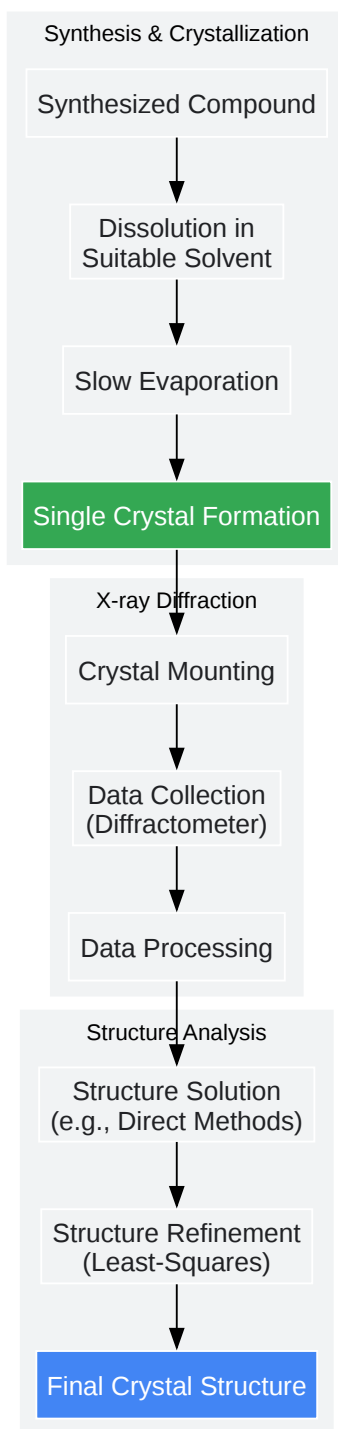 Synthesis & Crystallization
Synthesized Compound
Dissolution in
Suitable Solvent
Slow Evaporation
Single Crystal Formation
X-ray Diffraction
Crystal Mounting
Data Collection
(Diffractometer)
Data Processing
Structure Analysis
Structure Solution
(e.g., Direct Methods)
Structure Refinement
(Least-Squares)
Final Crystal Structure